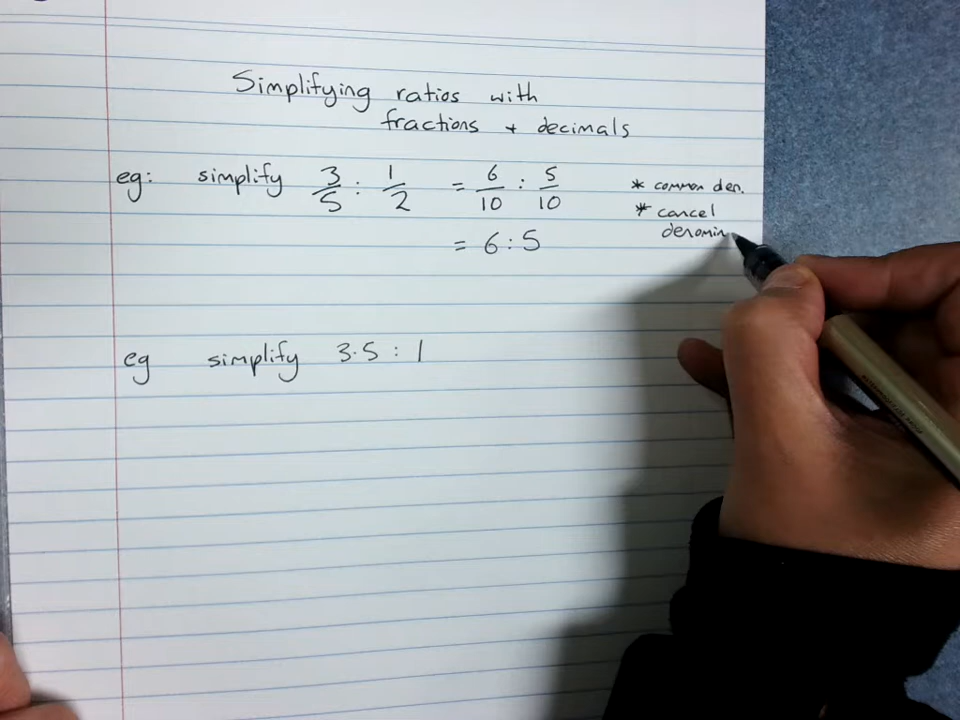 Simplifying ratios with
fractions + decimals
eg: simplify 3/5 : 1/2 = 6/10 : 5/10
* common den.
= 6 : 5
* cancel
denomin
eg simplify 3.5 : 1